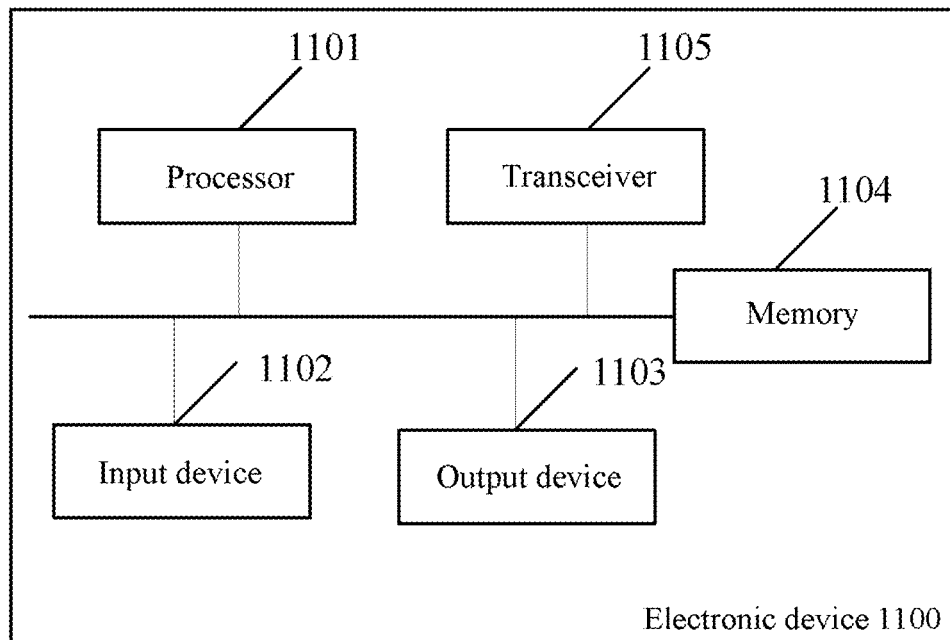 1101
1105
Processor
Transceiver
1104
Memory
1102
1103
Input device
Output device
Electronic device 1100